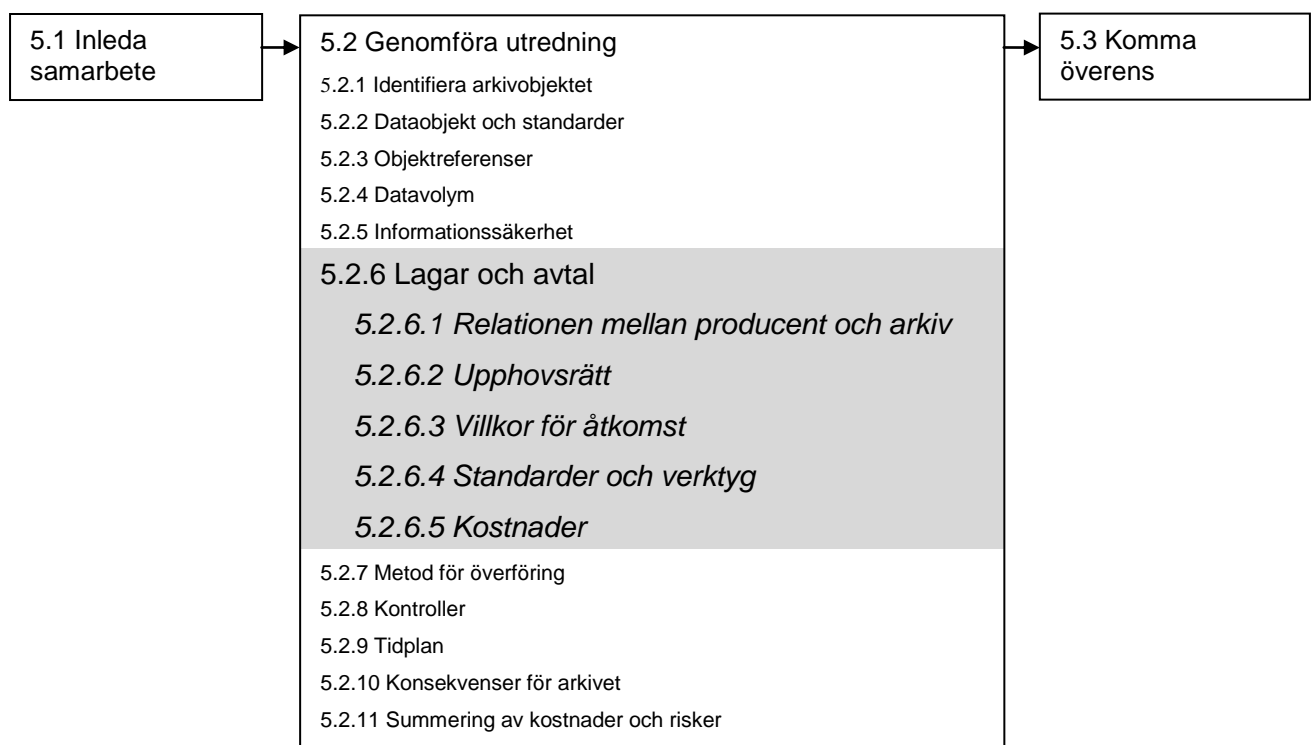 5.1 Inleda
samarbete
5.2 Genomföra utredning
5.2.1 Identifiera arkivobjektet
5.2.2 Dataobjekt och standarder
5.2.3 Objektreferenser
5.2.4 Datavolym
5.2.5 Informationssäkerhet
5.2.6 Lagar och avtal
5.2.6.1 Relationen mellan producent och arkiv
5.2.6.2 Upphovsrätt
5.2.6.3 Villkor för åtkomst
5.2.6.4 Standarder och verktyg
5.2.6.5 Kostnader
5.2.7 Metod för överföring
5.2.8 Kontroller
5.2.9 Tidplan
5.2.10 Konsekvenser för arkivet
5.2.11 Summering av kostnader och risker
5.3 Komma
överens